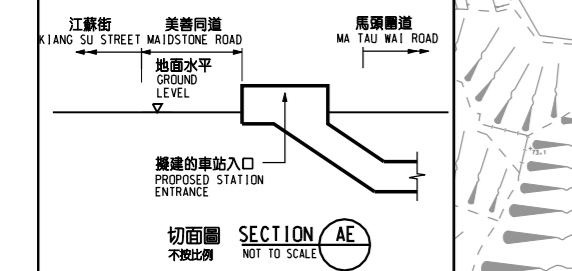 江蘇街
KIANG SU STREET
美善同道
MAIDSTONE ROAD
馬頭圍道
MA TAU WAI ROAD
地面水平
GROUND
LEVEL
擬建的車站入口
PROPOSED STATION
ENTRANCE
切面圖 SECTION AE
不按比例 NOT TO SCALE